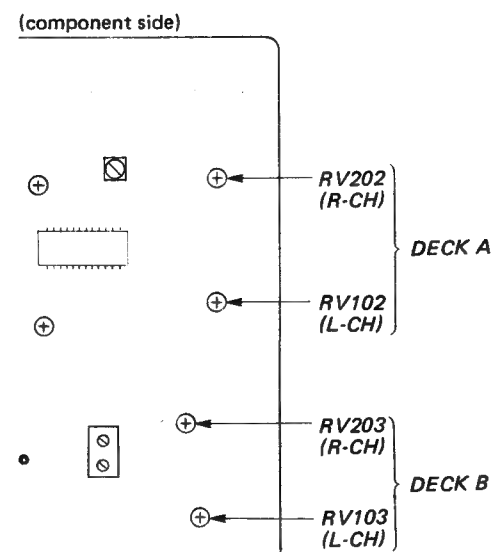 (component side)
RV202
(R-CH)
DECK A
RV102
(L-CH)
RV203
(R-CH)
DECK B
RV103
(L-CH)